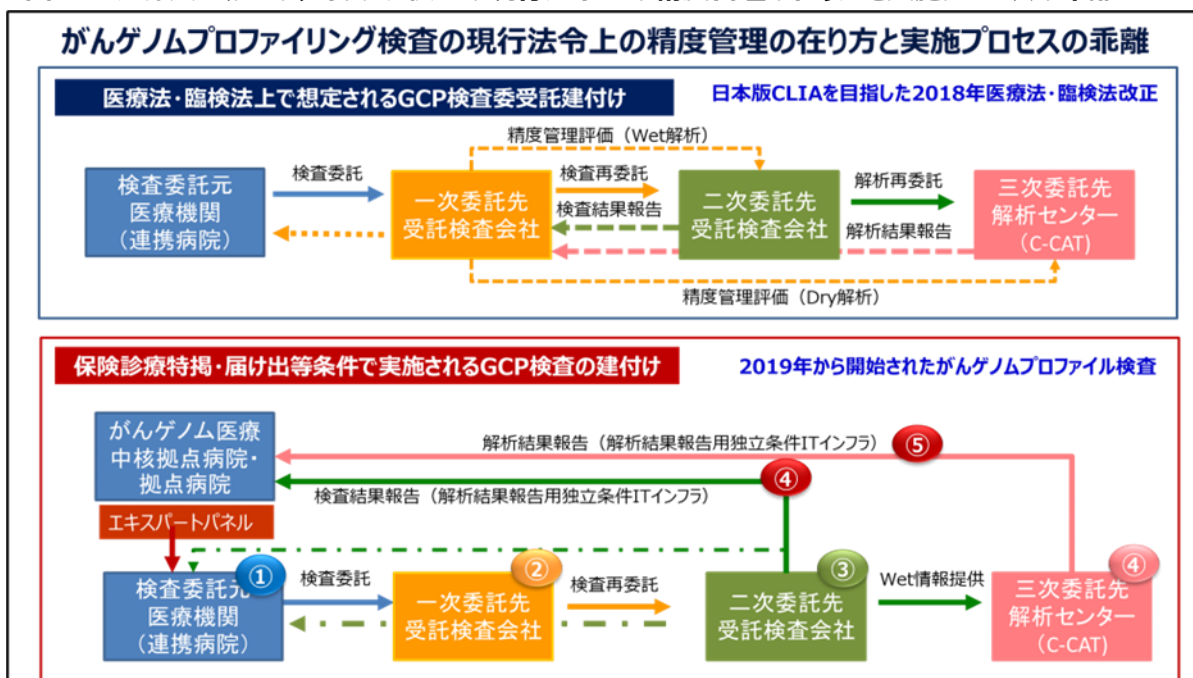 がんゲノムプロファイリング検査の現行法令上の精度管理の在り方と実施プロセスの乖離
医療法・臨検法上で想定されるGCP検査委受託建付け
日本版CLIAを目指した2018年医療法・臨検法改正
精度管理評価（Wet解析）
検査委託元
医療機関
（連携病院）
検査委託
一次委託先
受託検査会社
検査再委託
検査結果報告
二次委託先
受託検査会社
解析再委託
解析結果報告
三次委託先
解析センター
（C-CAT）
精度管理評価（Dry解析）
保険診療特掲・届け出等条件で実施されるGCP検査の建付け
2019年から開始されたがんゲノムプロファイル検査
がんゲノム医療
中核拠点病院・
拠点病院
解析結果報告（解析結果報告用独立条件ITインフラ）
⑤
検査結果報告（解析結果報告用独立条件ITインフラ）
④
エキスパートパネル
検査委託元
医療機関
（連携病院）
①
検査委託
一次委託先
受託検査会社
②
検査再委託
二次委託先
受託検査会社
③
Wet情報提供
三次委託先
解析センター
（C-CAT）
④